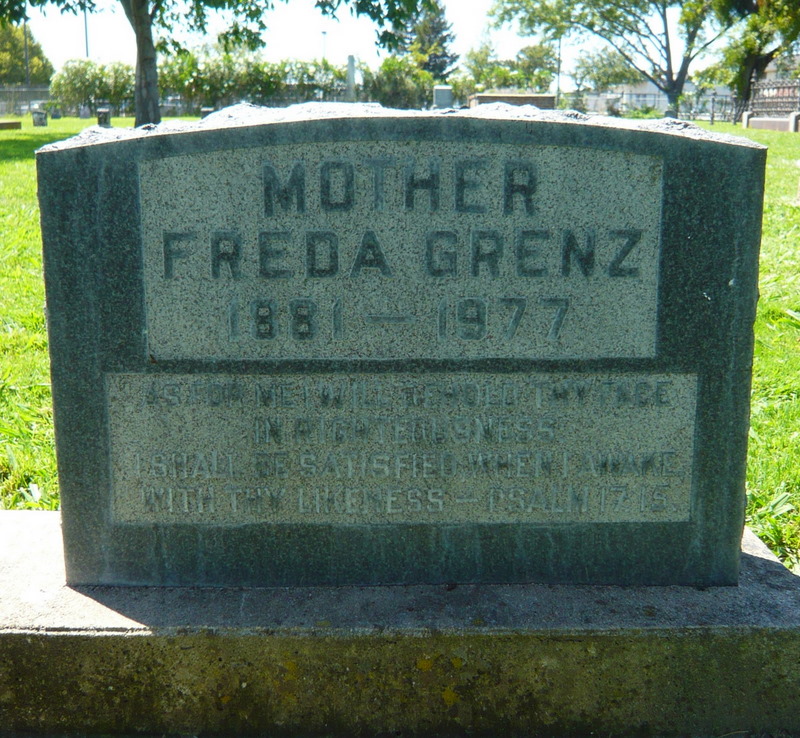 MOTHER
FREDA GRENZ
1881 — 1977
AS FOR ME I WILL BEHOLD THY FACE
IN RIGHTEOUSNESS
I SHALL BE SATISFIED WHEN I AWAKE
WITH THY LIKENESS — PSALM 17:15